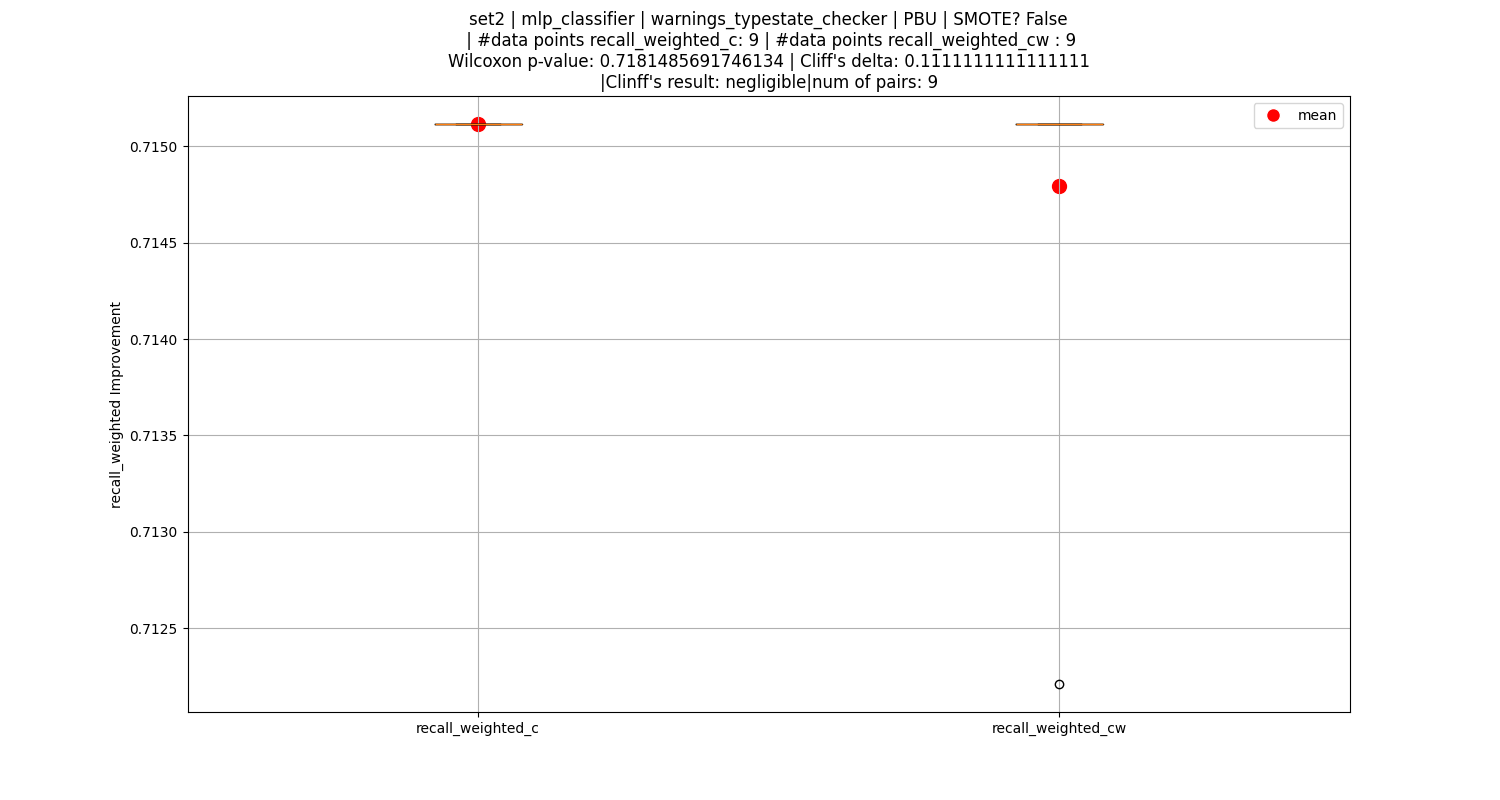 set2 | mlp_classifier | warnings_typestate_checker | PBU | SMOTE? False
| #data points recall_weighted_c: 9 | #data points recall_weighted_cw : 9
Wilcoxon p-value: 0.7181485691746134 | Cliff's delta: 0.1111111111111111
|Clinff's result: negligible|num of pairs: 9
mean
0.7150
0.7145
0.7140
0.7135
0.7130
0.7125
recall_weighted Improvement
recall_weighted_c
recall_weighted_cw